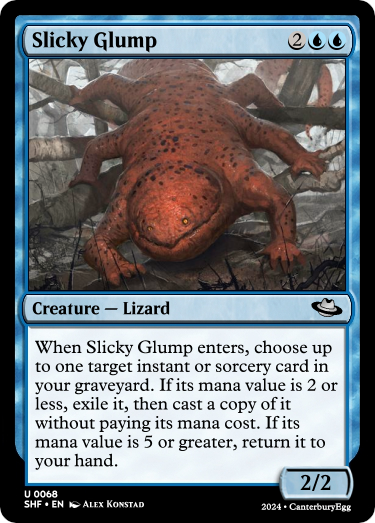 Slicky Glump 2
Creature — Lizard
When Slicky Glump enters, choose up
to one target instant or sorcery card in
your graveyard. If its mana value is 2 or
less, exile it, then cast a copy of it
without paying its mana cost. If its
mana value is 5 or greater, return it to
your hand.
2/2
U 0068
SHF • EN Alex Konstad
2024 • CanterburyEgg